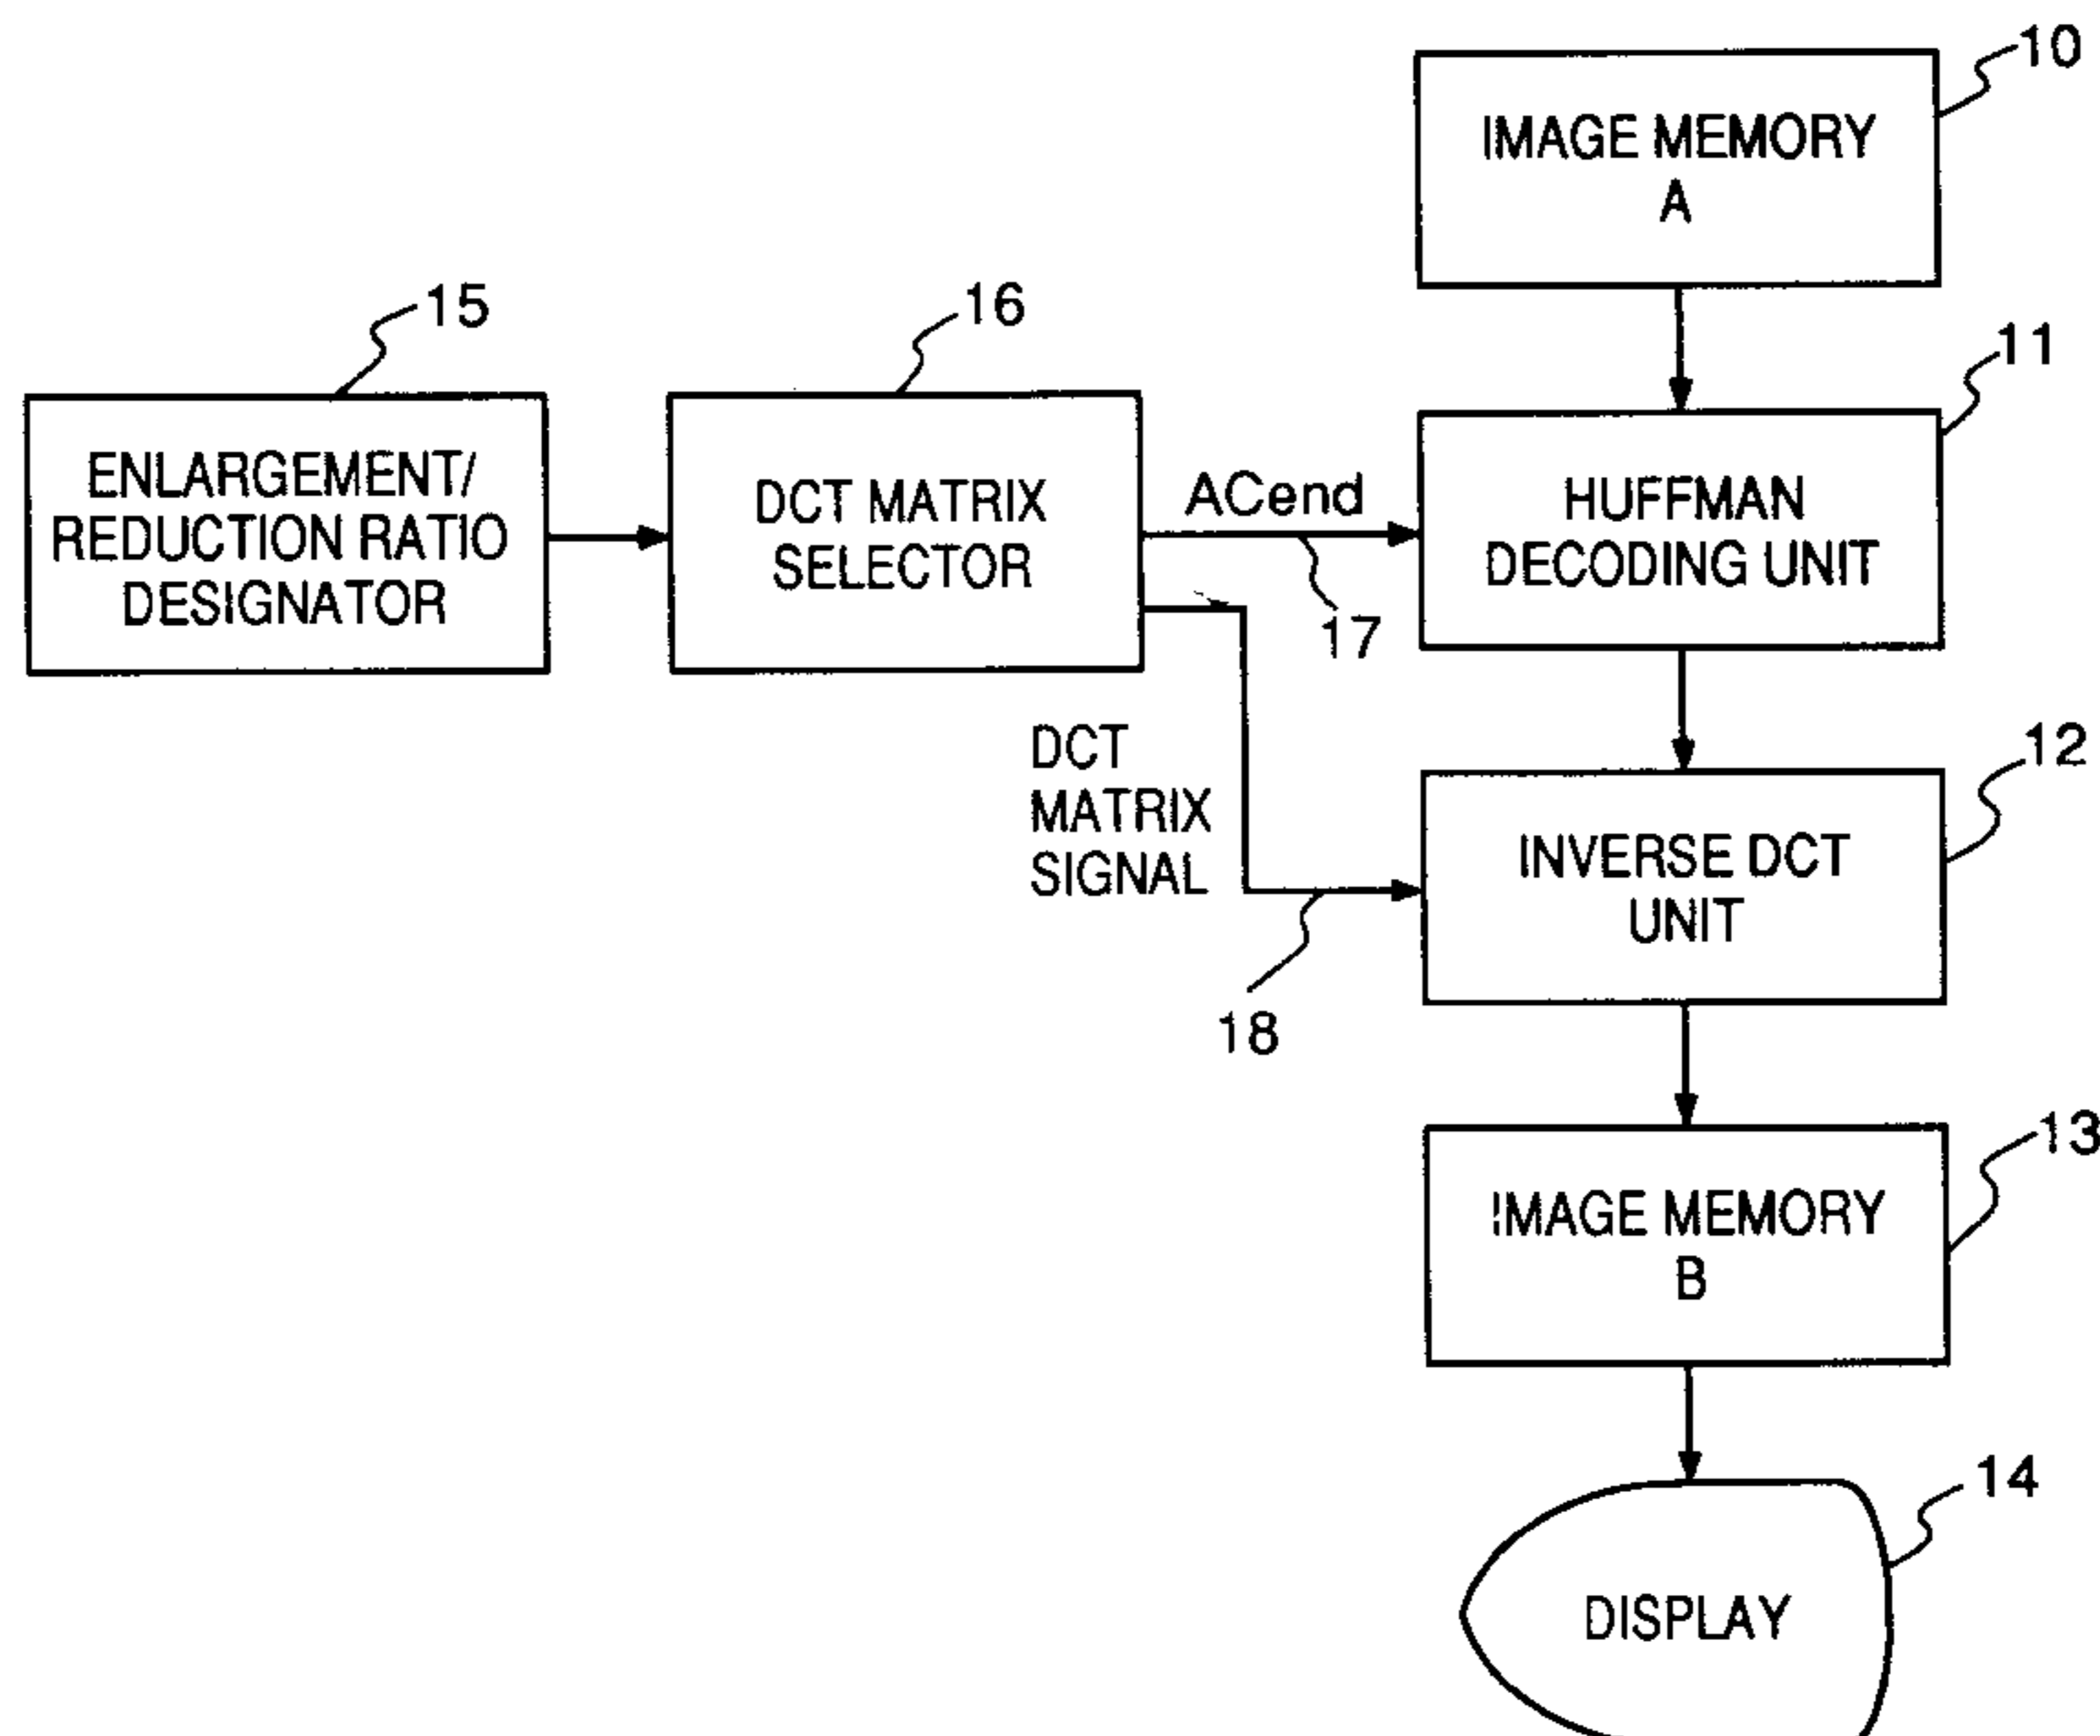 10
IMAGE MEMORY
A
15
16
11
ENLARGEMENT/
REDUCTION RATIO
DESIGNATOR
DCT MATRIX
SELECTOR
ACend
17
HUFFMAN
DECODING UNIT
DCT
MATRIX
SIGNAL
18
12
INVERSE DCT
UNIT
13
IMAGE MEMORY
B
14
DISPLAY